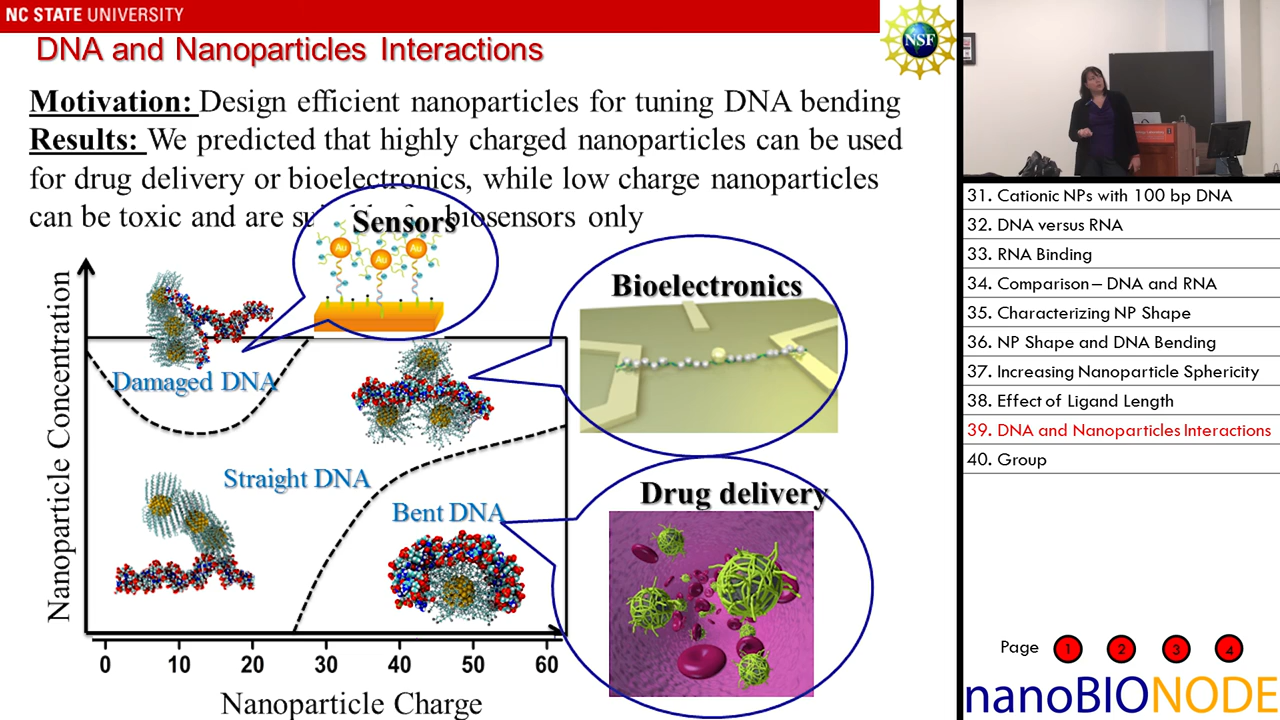 NC STATE UNIVERSITY
NSF
DNA and Nanoparticles Interactions
Motivation: Design efficient nanoparticles for tuning DNA bending
Results: We predicted that highly charged nanoparticles can be used
for drug delivery or bioelectronics, while low charge nanoparticles
can be toxic and are biosensors only
Sensors
Au
Au
Au
Bioelectronics
Drug delivery
Damaged DNA
Straight DNA
Bent DNA
Nanoparticle Concentration
0 10 20 30 40 50 60
Nanoparticle Charge
31. Cationic NPs with 100 bp DNA
32. DNA versus RNA
33. RNA Binding
34. Comparison – DNA and RNA
35. Characterizing NP Shape
36. NP Shape and DNA Bending
37. Increasing Nanoparticle Sphericity
38. Effect of Ligand Length
39. DNA and Nanoparticles Interactions
40. Group
Page 1 2 3 4
nanoBIONODE